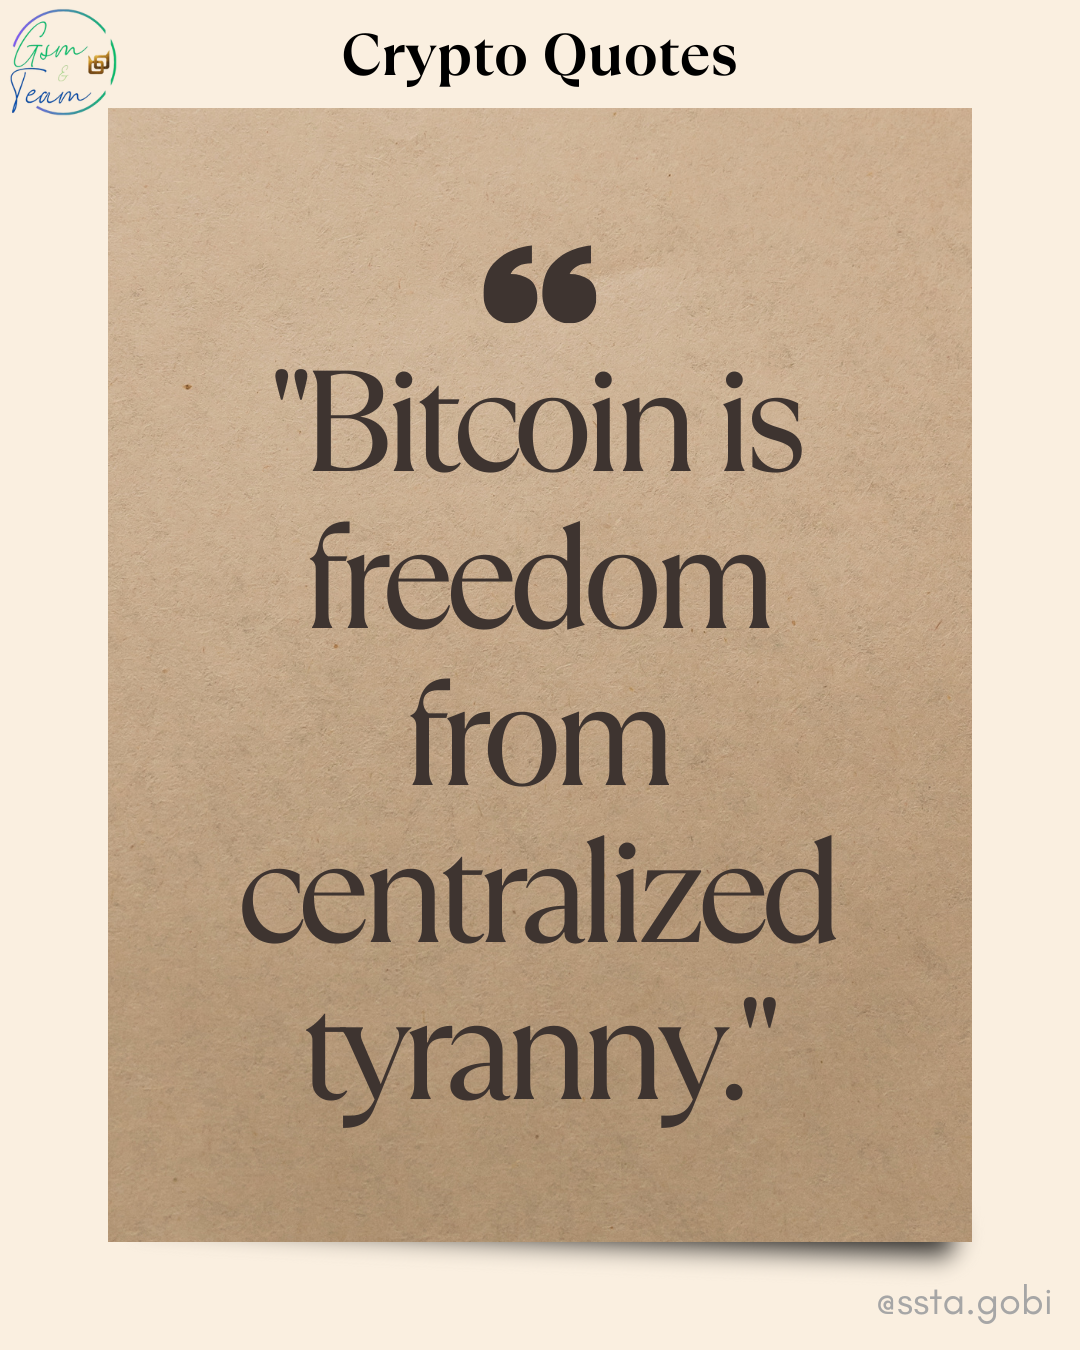 Gsm
&
Team
Crypto Quotes
“
"Bitcoin is
freedom
from
centralized
tyranny."
@ssta.gobi